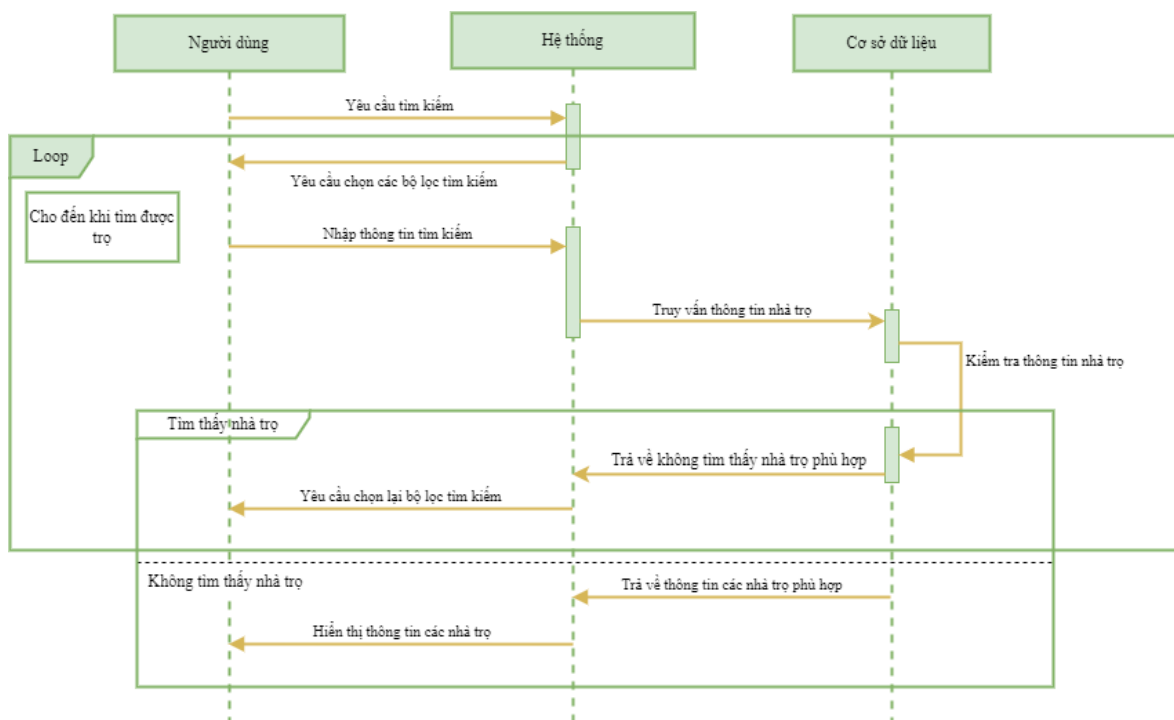 Người dùng
Hệ thống
Cơ sở dữ liệu
Yêu cầu tìm kiếm
Loop
Yêu cầu chọn các bộ lọc tìm kiếm
Cho đến khi tìm được
trọ
Nhập thông tin tìm kiếm
Truy vấn thông tin nhà trọ
Kiểm tra thông tin nhà trọ
Tìm thấy nhà trọ
Trả về không tìm thấy nhà trọ phù hợp
Yêu cầu chọn lại bộ lọc tìm kiếm
Không tìm thấy nhà trọ
Trả về thông tin các nhà trọ phù hợp
Hiển thị thông tin các nhà trọ